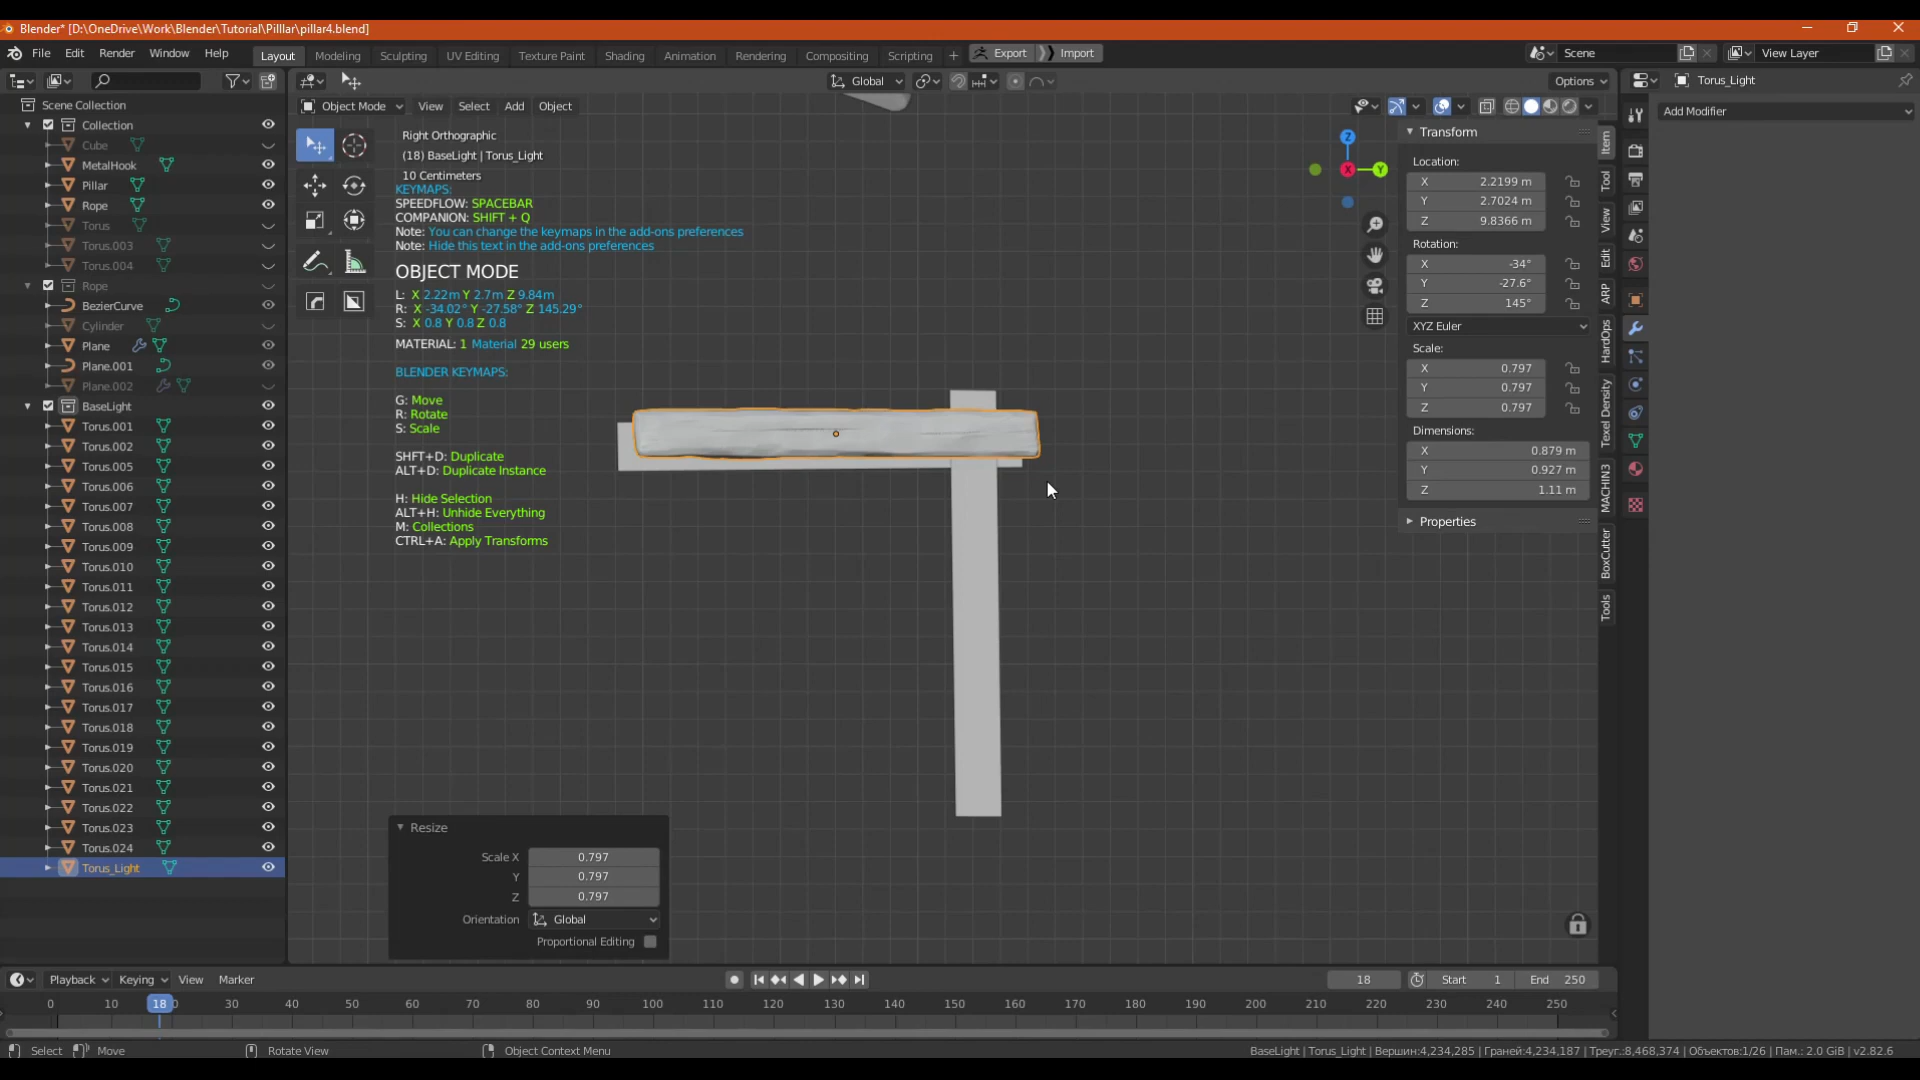 Blender* [D:\OneDrive\Work\Blender\Tutorial\Pilllar\pillar4.blend]
File Edit Render Window Help
Layout Modeling Sculpting UV Editing Texture Paint Shading Animation Rendering Compositing Scripting + Export Import
Scene View Layer
Global Options
Object Mode View Select Add Object
Scene Collection
Collection
Cube
MetalHook
Pillar
Rope
Torus
Torus.003
Torus.004
Rope
BezierCurve
Cylinder
Plane
Plane.001
Plane.002
BaseLight
Torus.001
Torus.002
Torus.005
Torus.006
Torus.007
Torus.008
Torus.009
Torus.010
Torus.011
Torus.012
Torus.013
Torus.014
Torus.015
Torus.016
Torus.017
Torus.018
Torus.019
Torus.020
Torus.021
Torus.022
Torus.023
Torus.024
Torus_Light
Right Orthographic
(18) BaseLight | Torus_Light
10 Centimeters
KEYMAPS:
SPEEDFLOW: SPACEBAR
COMPANION: SHIFT + Q
Note: You can change the keymaps in the add-ons preferences
Note: Hide this text in the add-ons preferences
OBJECT MODE
L: X 2.22m Y 2.7m Z 9.84m
R: X -34.02° Y -27.58° Z 145.29°
S: X 0.8 Y 0.8 Z 0.8
MATERIAL: 1 Material 29 users
BLENDER KEYMAPS:
G: Move
R: Rotate
S: Scale
SHFT+D: Duplicate
ALT+D: Duplicate Instance
H: Hide Selection
ALT+H: Unhide Everything
M: Collections
CTRL+A: Apply Transforms
Resize
Scale X 0.797
Y 0.797
Z 0.797
Orientation Global
Proportional Editing
Z
X
Y
Transform
Location:
X 2.2199 m
Y 2.7024 m
Z 9.8366 m
Rotation:
X -34°
Y -27.6°
Z 145°
XYZ Euler
Scale:
X 0.797
Y 0.797
Z 0.797
Dimensions:
X 0.879 m
Y 0.927 m
Z 1.11 m
Properties
Item
Tool
View
Edit
ARP
HardOps
Texel Density
MACHIN3
BoxCutter
Tools
Torus_Light
Add Modifier
Playback Keying View Marker
18 Start 1 End 250
0 10 18 30 40 50 60 70 80 90 100 110 120 130 140 150 160 170 180 190 200 210 220 230 240 250
Select Move Rotate View Object Context Menu
BaseLight | Torus_Light | Вершин:4,234,285 | Граней:4,234,187 | Треуг.:8,468,374 | Объектов:1/26 | Пам.: 2.0 GiB | v2.82.6